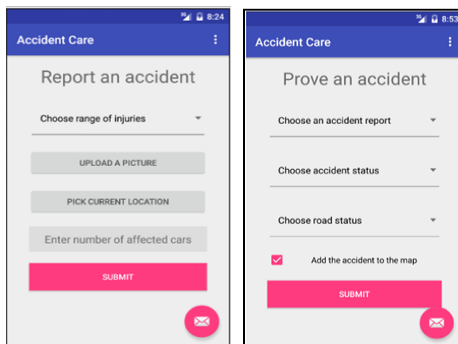 8:24
Accident Care
Report an accident
Choose range of injuries
UPLOAD A PICTURE
PICK CURRENT LOCATION
Enter number of affected cars
SUBMIT
8:53
Accident Care
Prove an accident
Choose an accident report
Choose accident status
Choose road status
Add the accident to the map
SUBMIT